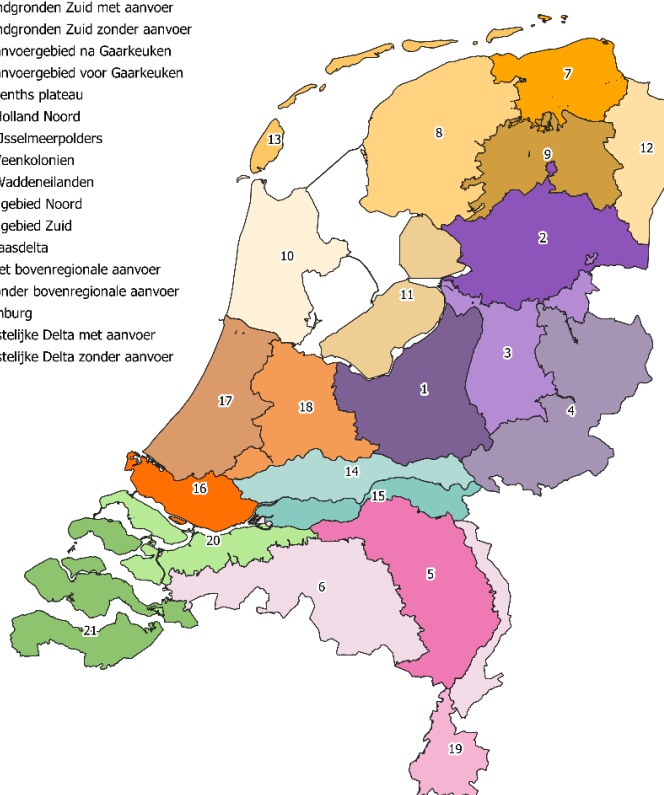 ndgronden Zuid met aanvoer
ndgronden Zuid zonder aanvoer
anvoergebied na Gaarkeuken
anvoergebied voor Gaarkeuken
enths plateau
Holland Noord
IJsselmeerpolders
Veenkolonien
Waddeneilanden
gebied Noord
gebied Zuid
aasdelta
et bovenregionale aanvoer
onder bovenregionale aanvoer
mburg
stelijke Delta met aanvoer
stelijke Delta zonder aanvoer
7
8
13
9
12
2
10
11
3
1
4
17
18
14
16
15
20
5
6
21
19